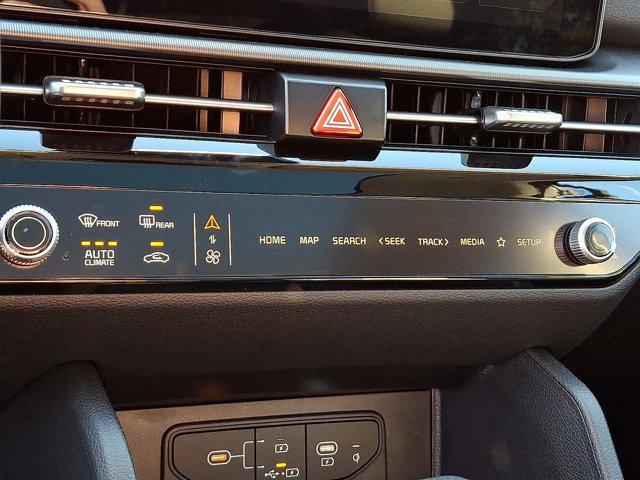 FRONT
REAR
AUTO
CLIMATE
HOME MAP SEARCH <SEEK TRACK> MEDIA ☆ SETUP